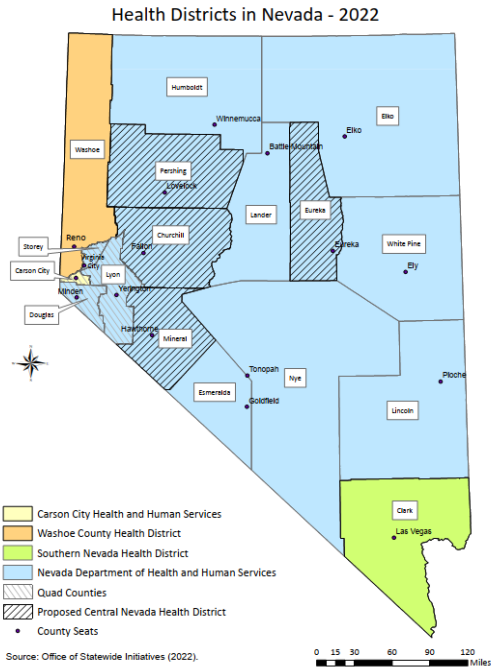 Health Districts in Nevada - 2022
Humboldt
Elko
Winnemucca
Elko
Washoe
Battle Mountain
Pershing
Lovelock
Lander
Eureka
Churchill
Reno
Storey
Fallon
Eureka
White Pine
Virginia
City
Carson City
Lyon
Ely
Minden
Yerington
Douglas
Hawthorne
Mineral
Tonopah
Nye
Pioche
Esmeralda
Goldfield
Lincoln
Clark
Las Vegas
Carson City Health and Human Services
Washoe County Health District
Southern Nevada Health District
Nevada Department of Health and Human Services
Quad Counties
Proposed Central Nevada Health District
County Seats
Source: Office of Statewide Initiatives (2022).
0 15 30 60 90 120
Miles